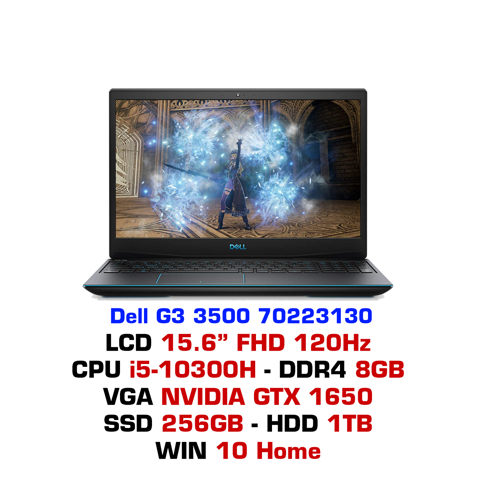 DELL
Dell G3 3500 70223130
LCD 15.6” FHD 120Hz
CPU i5-10300H - DDR4 8GB
VGA NVIDIA GTX 1650
SSD 256GB - HDD 1TB
WIN 10 Home